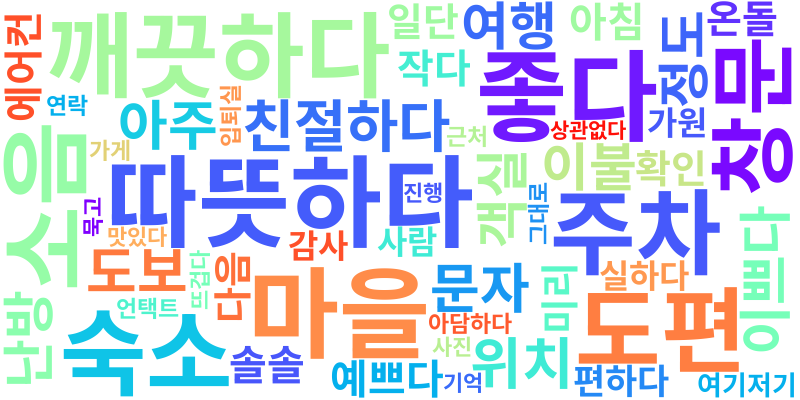 에어컨
깨끗하다
일단
여행
아침
온돌
작다
정도
좋다
창문
연락
아주
입퇴실
친절하다
근처
상관없다
가원
가게
소음
따뜻하다
진행
객실
이불
확인
묵고
그대로
주차
맛있다
감사
사람
이쁘다
도보
뜨겁다
다음
마을
문자
미리
실하다
도편
난방
언택트
숙소
아담하다
솔솔
사진
위치
예쁘다
기억
편하다
여기저기